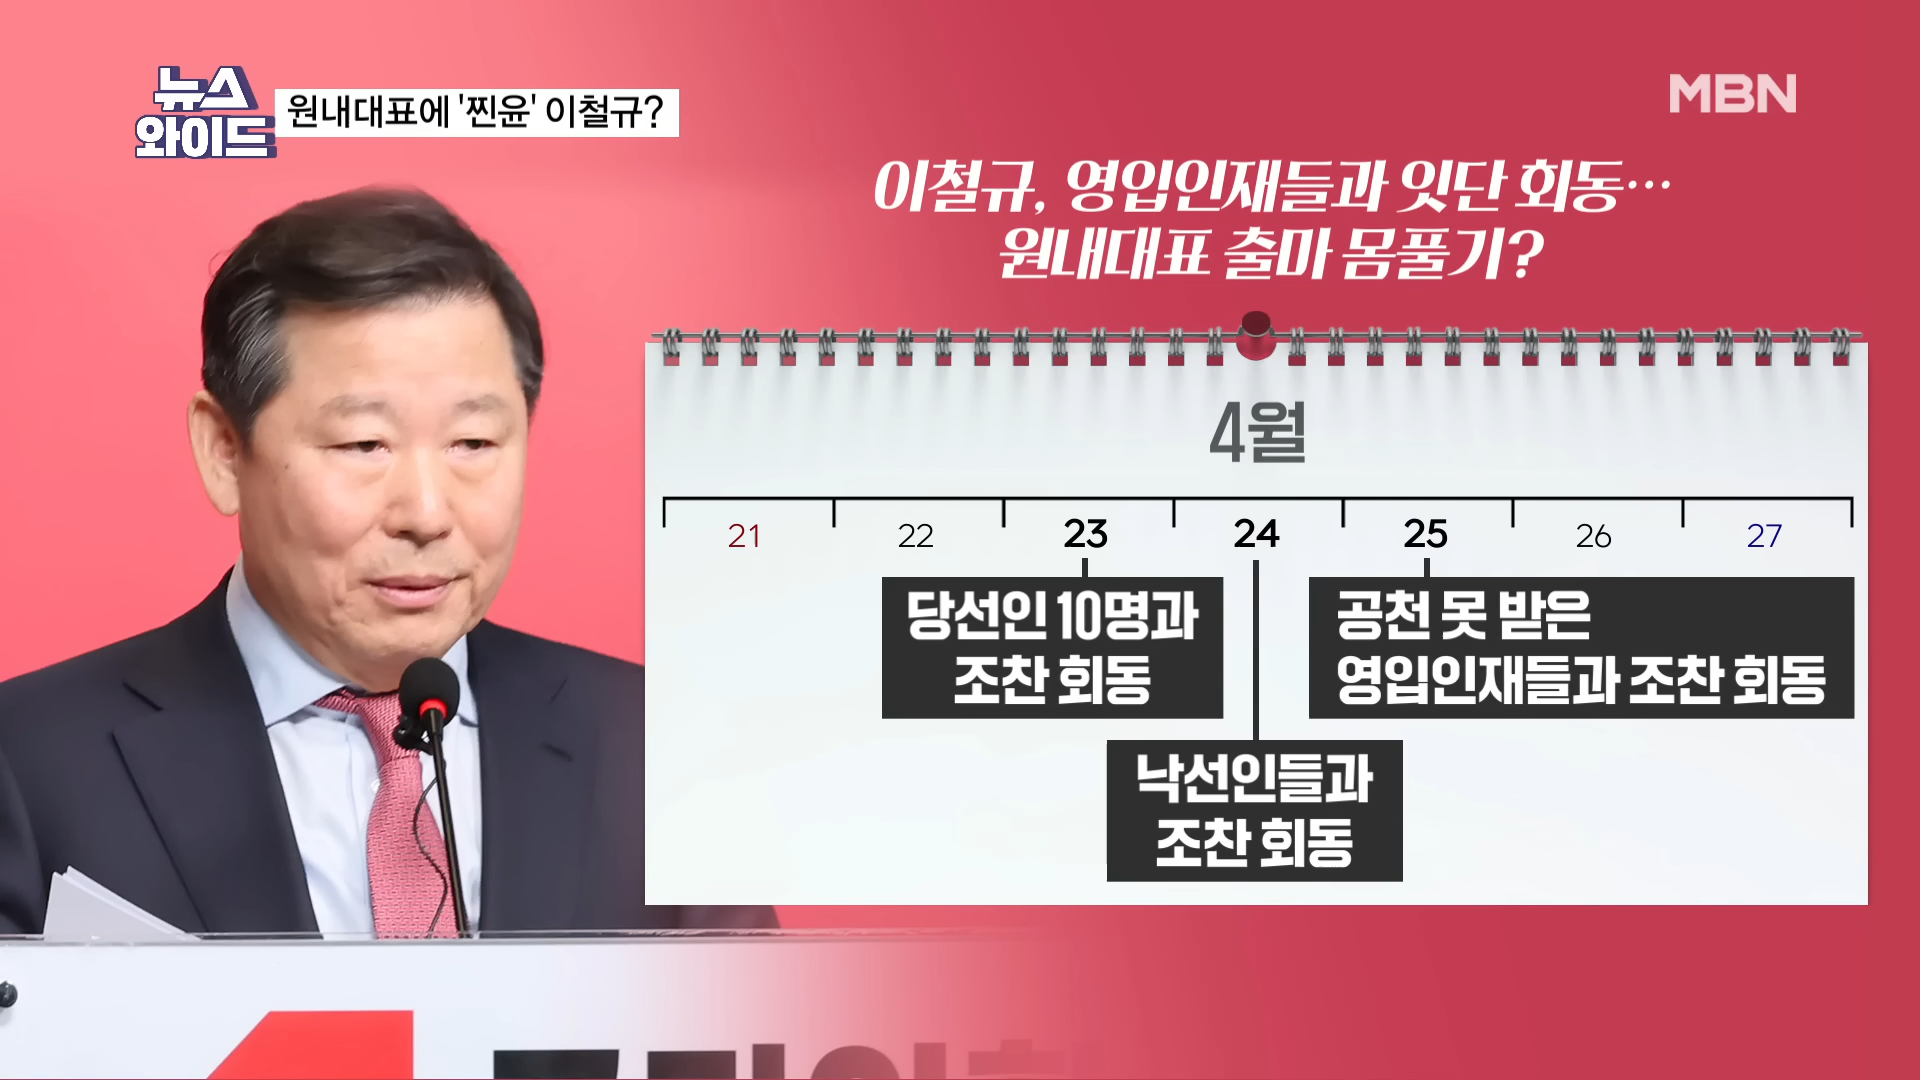 뉴스
와이드
원내대표에 '찐윤' 이철규?
MBN
이철규, 영입인재들과 잇단 회동…
원내대표 출마 몸풀기?
4월
21 22 23 24 25 26 27
당선인 10명과
조찬 회동
공천 못 받은
영입인재들과 조찬 회동
낙선인들과
조찬 회동